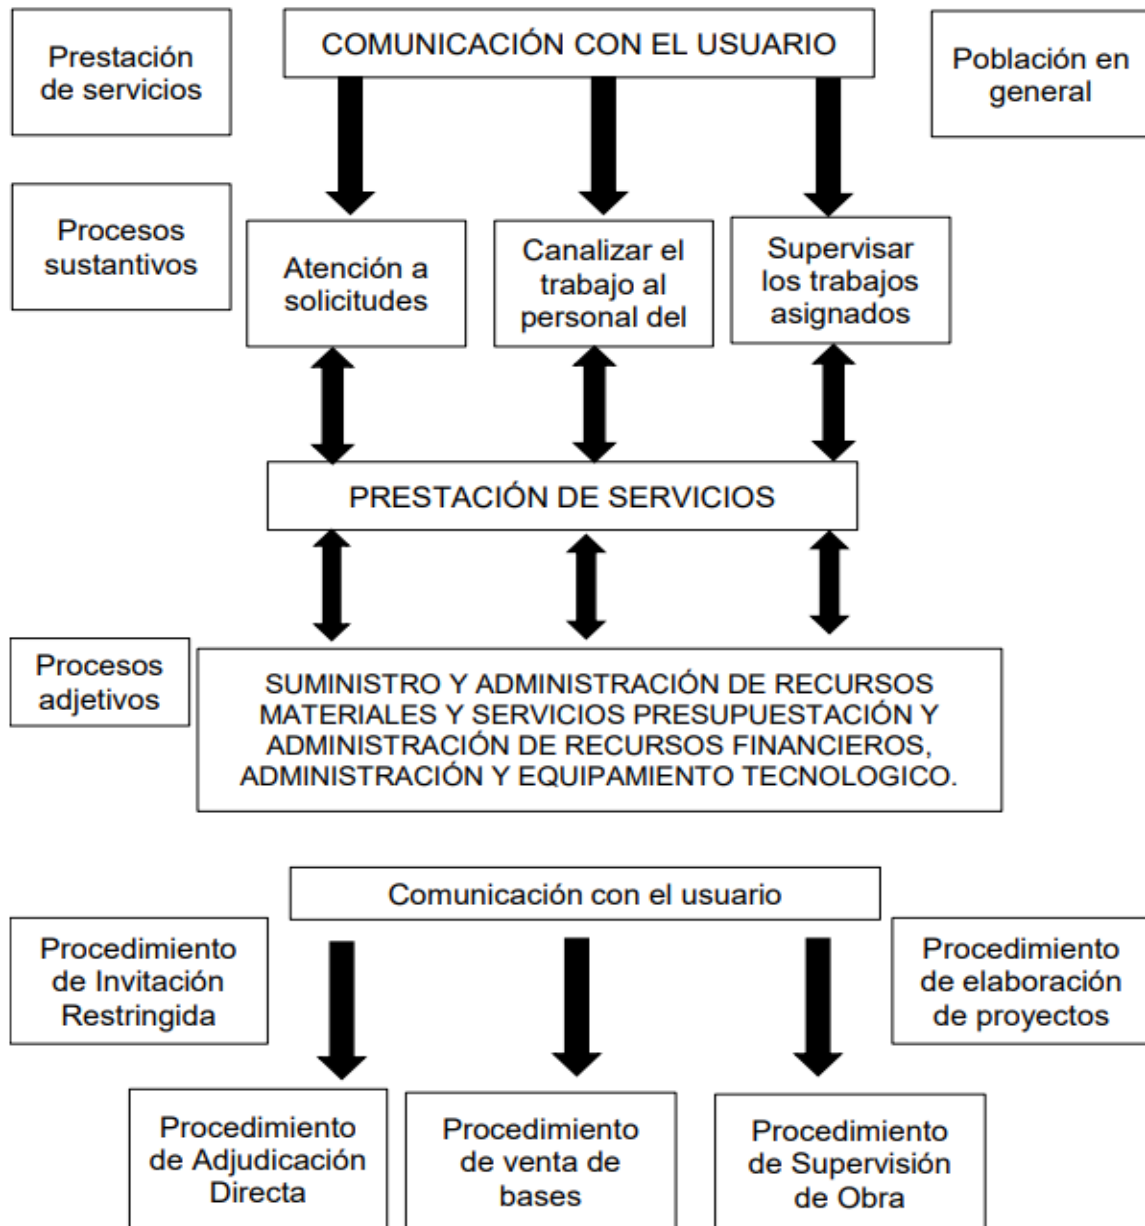 Prestación
de servicios
COMUNICACIÓN CON EL USUARIO
Población en
general
Procesos
sustantivos
Atención a
solicitudes
Canalizar el
trabajo al
personal del
Supervisar
los trabajos
asignados
PRESTACIÓN DE SERVICIOS
Procesos
adjetivos
SUMINISTRO Y ADMINISTRACIÓN DE RECURSOS
MATERIALES Y SERVICIOS PRESUPUESTACIÓN Y
ADMINISTRACIÓN DE RECURSOS FINANCIEROS,
ADMINISTRACIÓN Y EQUIPAMIENTO TECNOLOGICO.
Comunicación con el usuario
Procedimiento
de Invitación
Restringida
Procedimiento
de elaboración
de proyectos
Procedimiento
de Adjudicación
Directa
Procedimiento
de venta de
bases
Procedimiento
de Supervisión
de Obra